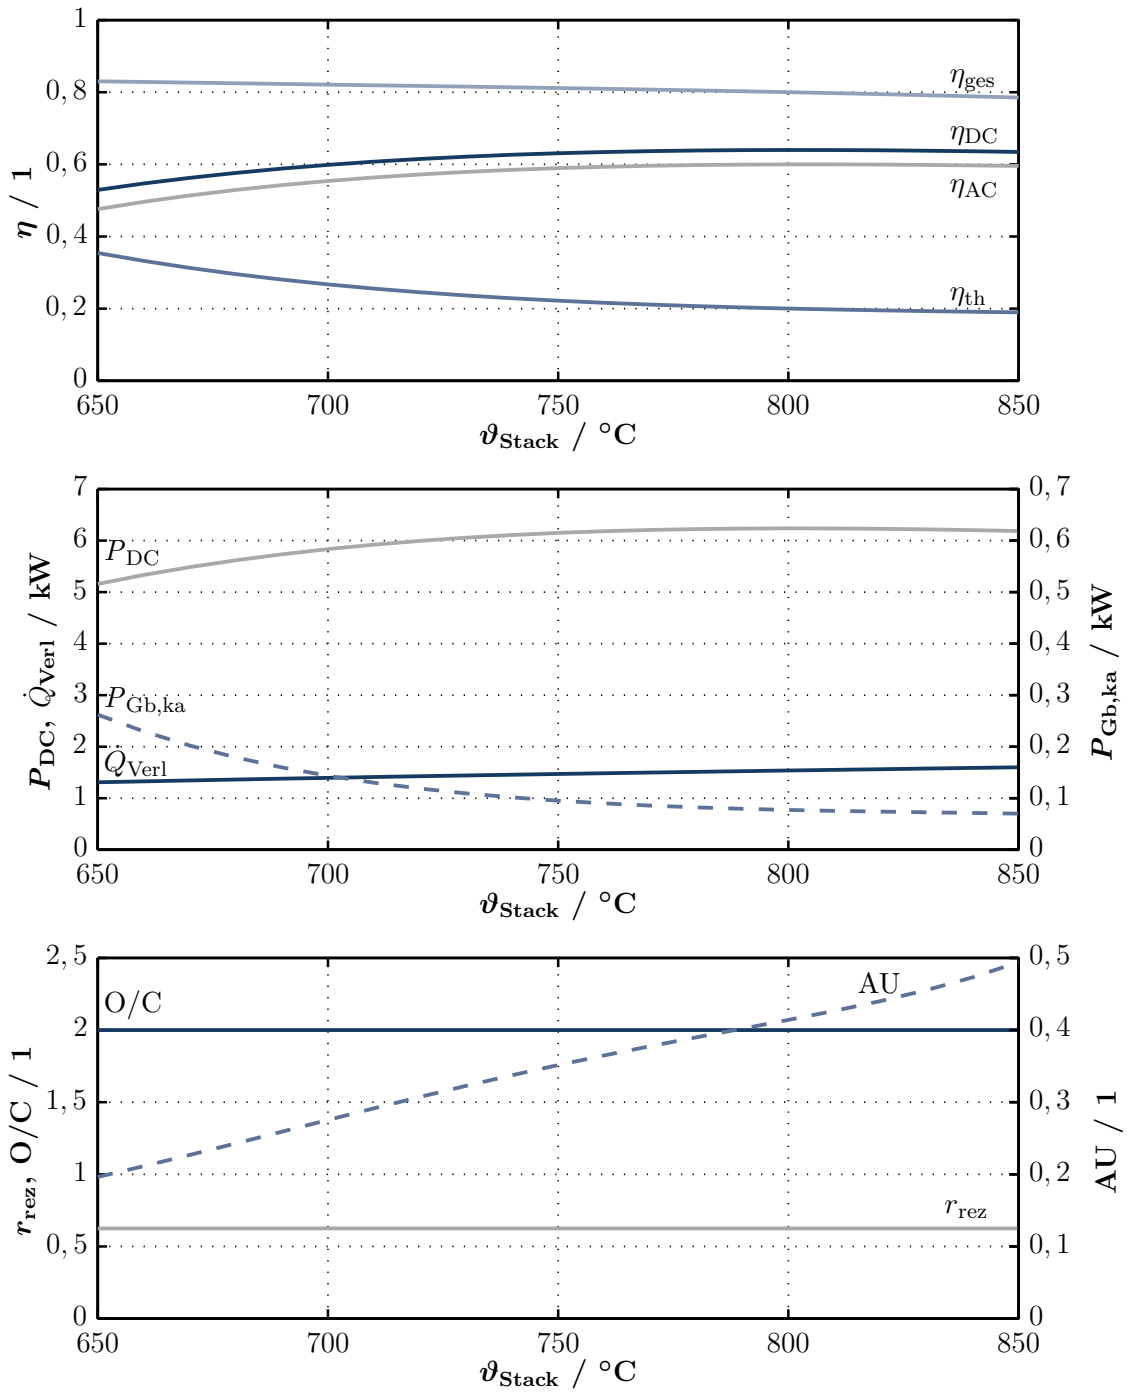 1
0,8
0,6
0,4
0,2
0
η / 1
η_ges
η_DC
η_AC
η_th
650 700 750 800 850
ϑ_Stack / °C
7
6
5
4
3
2
1
0
P_DC, Q̇_Verl / kW
P_DC
P_Gb,ka
Q̇_Verl
0,7
0,6
0,5
0,4
0,3
0,2
0,1
0
P_Gb,ka / kW
650 700 750 800 850
ϑ_Stack / °C
2,5
2
1,5
1
0,5
0
r_rez, O/C / 1
O/C
AU
r_rez
0,5
0,4
0,3
0,2
0,1
0
AU / 1
650 700 750 800 850
ϑ_Stack / °C